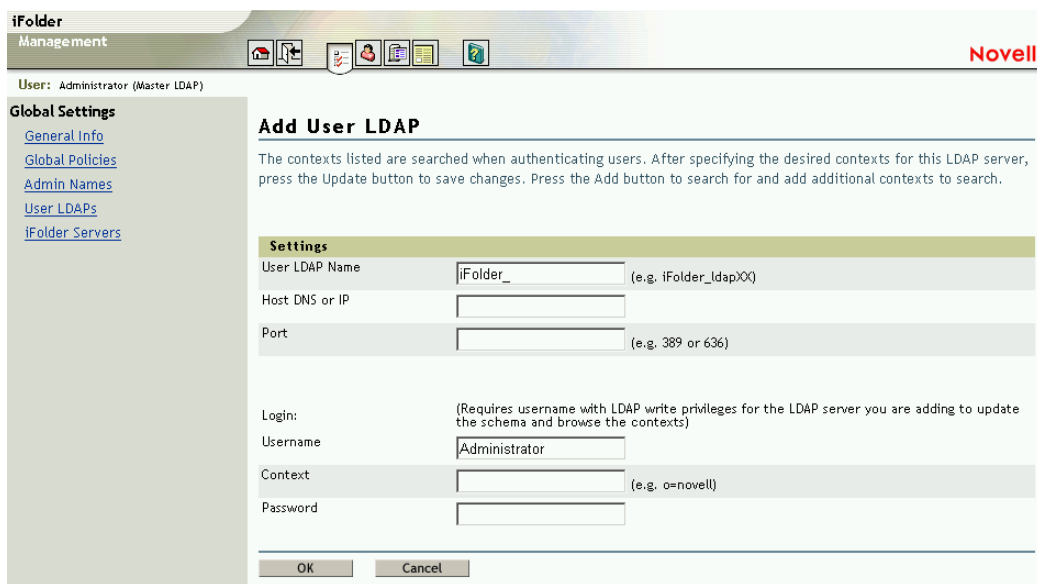 iFolder
Management
Novell
User: Administrator (Master LDAP)
Global Settings
General Info
Global Policies
Admin Names
User LDAPs
iFolder Servers
Add User LDAP
The contexts listed are searched when authenticating users. After specifying the desired contexts for this LDAP server,
press the Update button to save changes. Press the Add button to search for and add additional contexts to search.
Settings
User LDAP Name iFolder_ (e.g. iFolder_ldapXX)
Host DNS or IP
Port (e.g. 389 or 636)
Login: (Requires username with LDAP write privileges for the LDAP server you are adding to update
the schema and browse the contexts)
Username Administrator
Context (e.g. o=novell)
Password
OK Cancel